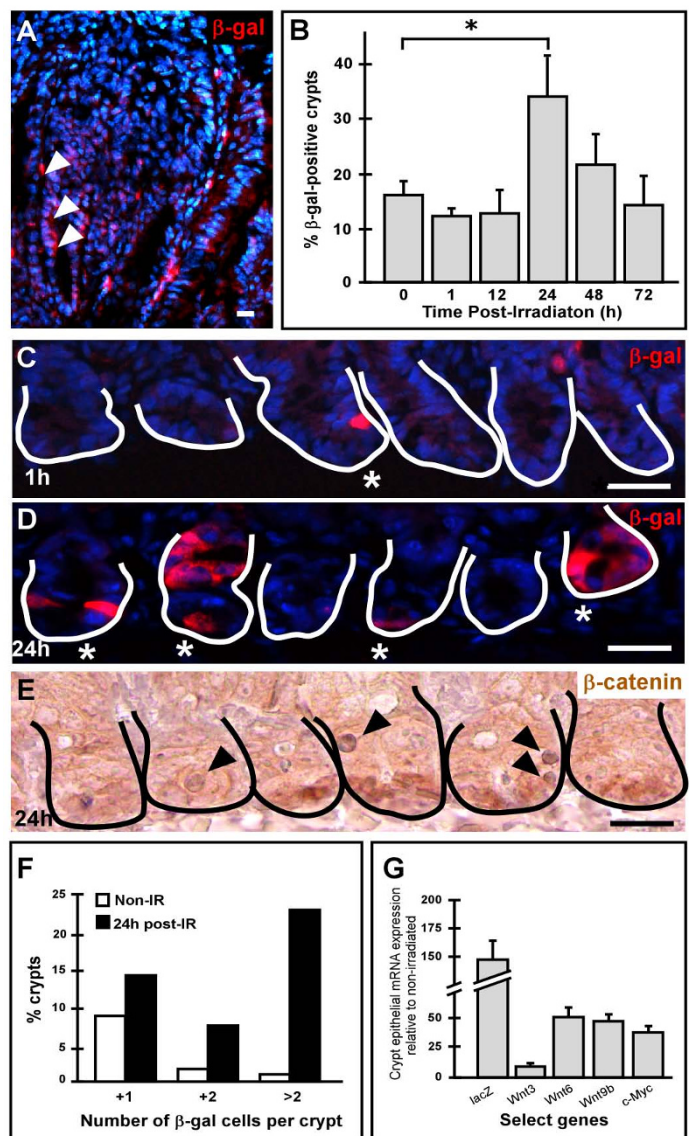 A
β-gal
B
*
% β-gal-positive crypts
40
30
20
10
0
0 1 12 24 48 72
Time Post-Irradiaton (h)
C
β-gal
1h
*
D
β-gal
24h
* * * *
E
β-catenin
24h
F
25
20
15
10
5
0
Non-IR
24h post-IR
% crypts
+1 +2 >2
Number of β-gal cells per crypt
G
Crypt epithelial mRNA expression
relative to non-irradiated
200
150
50
25
0
lacZ Wnt3 Wnt6 Wnt9b c-Myc
Select genes